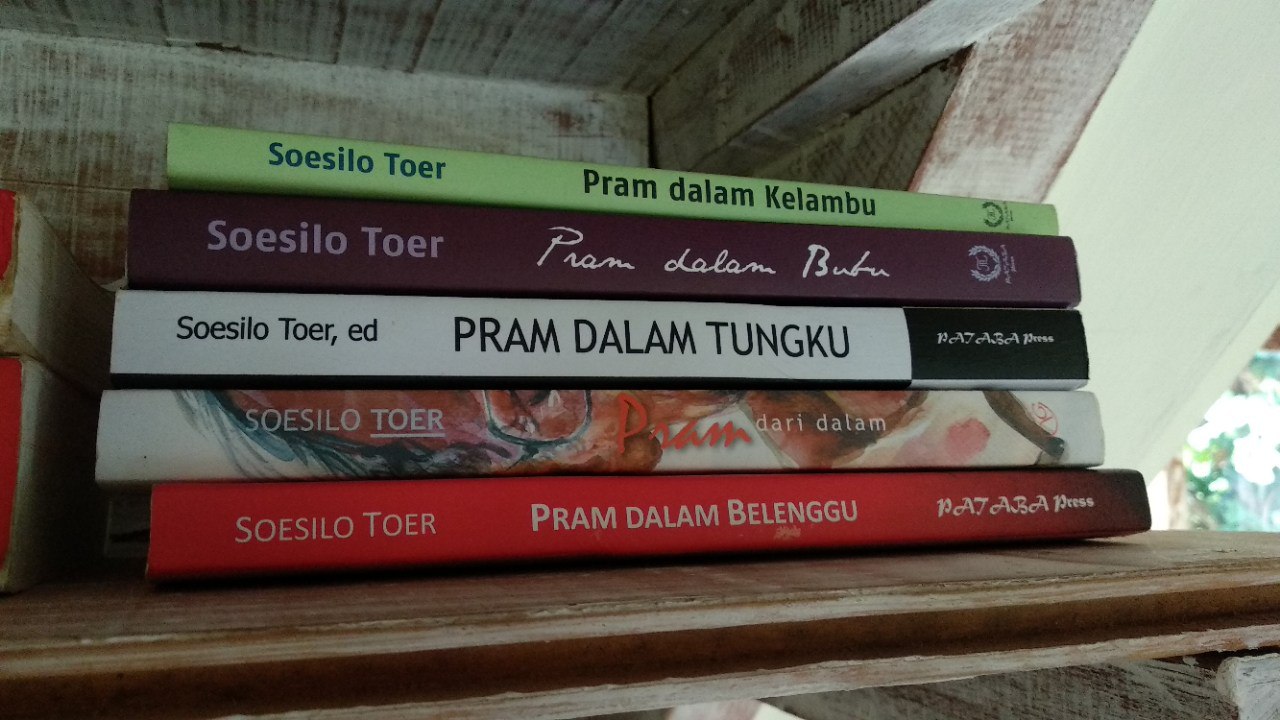 Soesilo Toer Pram dalam Kelambu
Soesilo Toer Pram dalam Bubu
Soesilo Toer, ed PRAM DALAM TUNGKU PATABA Press
SOESILO TOER Pram dari dalam
SOESILO TOER PRAM DALAM BELENGGU PATABA Press